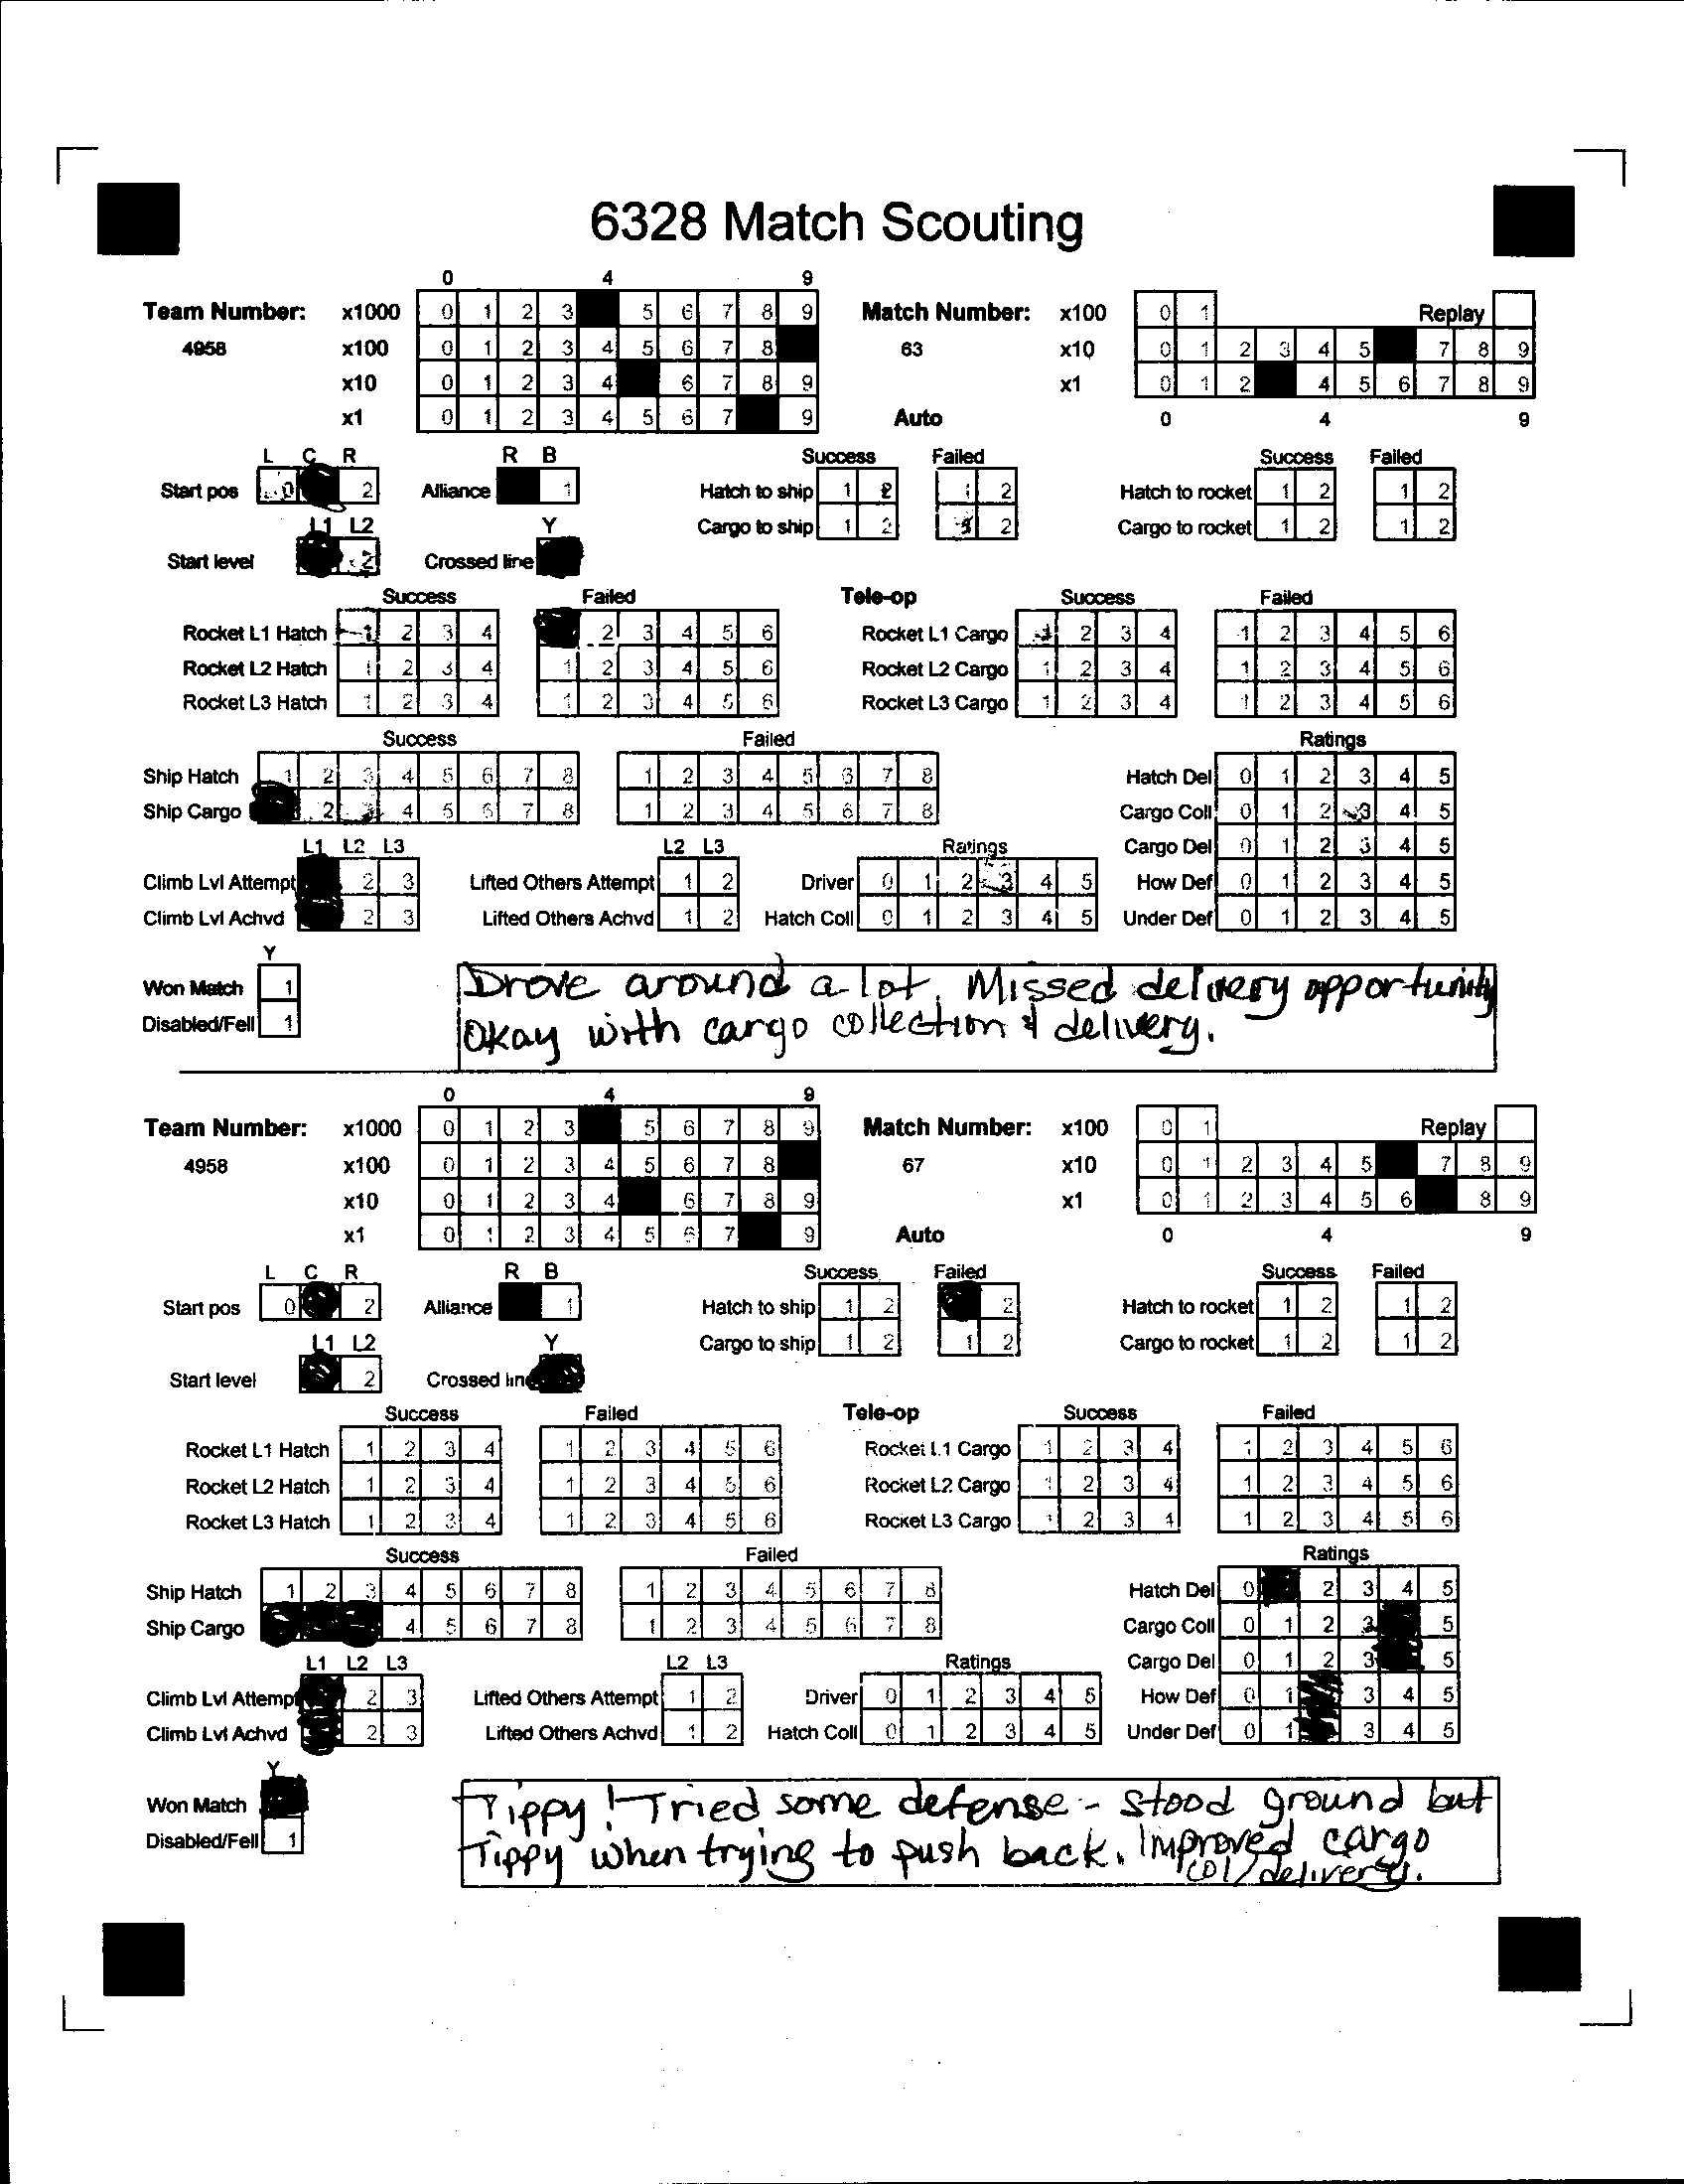 6328 Match Scouting
0 4 9
Team Number: x1000 0 1 2 3 5 6 7 8 9 Match Number: x100 0 1 Replay
4958 x100 0 1 2 3 4 5 6 7 8 63 x10 0 1 2 3 4 5 7 8 9
x10 0 1 2 3 4 6 7 8 9 x1 0 1 2 4 5 6 7 8 9
x1 0 1 2 3 4 5 6 7 9 Auto 0 4 9
L C R R B Success Failed Success Failed
Start pos 0 2 Alliance 1 Hatch to ship 1 2 1 2 Hatch to rocket 1 2 1 2
L1 L2 Y Cargo to ship 1 2 1 2 Cargo to rocket 1 2 1 2
Start level 2 Crossed line
Success Failed Tele-op Success Failed
Rocket L1 Hatch 1 2 3 4 2 3 4 5 6 Rocket L1 Cargo 1 2 3 4 1 2 3 4 5 6
Rocket L2 Hatch 1 2 3 4 1 2 3 4 5 6 Rocket L2 Cargo 1 2 3 4 1 2 3 4 5 6
Rocket L3 Hatch 1 2 3 4 1 2 3 4 5 6 Rocket L3 Cargo 1 2 3 4 1 2 3 4 5 6
Success Failed Ratings
Ship Hatch 1 2 3 4 5 6 7 8 1 2 3 4 5 6 7 8 Hatch Del 0 1 2 3 4 5
Ship Cargo 2 3 4 5 6 7 8 1 2 3 4 5 6 7 8 Cargo Coll 0 1 2 3 4 5
L1 L2 L3 L2 L3 Ratings Cargo Del 0 1 2 3 4 5
Climb Lvl Attempt 2 3 Lifted Others Attempt 1 2 Driver 0 1 2 3 4 5 How Def 0 1 2 3 4 5
Climb Lvl Achvd 2 3 Lifted Others Achvd 1 2 Hatch Coll 0 1 2 3 4 5 Under Def 0 1 2 3 4 5
Y
Won Match 1 Drove around a lot. Missed delivery opportunity
Disabled/Fell 1 Okay with cargo collection & delivery.
0 4 9
Team Number: x1000 0 1 2 3 5 6 7 8 9 Match Number: x100 0 1 Replay
4958 x100 0 1 2 3 4 5 6 7 8 67 x10 0 1 2 3 4 5 7 8 9
x10 0 1 2 3 4 6 7 8 9 x1 0 1 2 3 4 5 6 8 9
x1 0 1 2 3 4 5 6 7 9 Auto 0 4 9
L C R R B Success Failed Success Failed
Start pos 0 2 Alliance 1 Hatch to ship 1 2 2 Hatch to rocket 1 2 1 2
L1 L2 Y Cargo to ship 1 2 1 2 Cargo to rocket 1 2 1 2
Start level 2 Crossed line
Success Failed Tele-op Success Failed
Rocket L1 Hatch 1 2 3 4 1 2 3 4 5 6 Rocket L1 Cargo 1 2 3 4 1 2 3 4 5 6
Rocket L2 Hatch 1 2 3 4 1 2 3 4 5 6 Rocket L2 Cargo 1 2 3 4 1 2 3 4 5 6
Rocket L3 Hatch 1 2 3 4 1 2 3 4 5 6 Rocket L3 Cargo 1 2 3 4 1 2 3 4 5 6
Success Failed Ratings
Ship Hatch 1 2 3 4 5 6 7 8 1 2 3 4 5 6 7 8 Hatch Del 0 2 3 4 5
Ship Cargo 4 5 6 7 8 1 2 3 4 5 6 7 8 Cargo Coll 0 1 2 3 5
L1 L2 L3 L2 L3 Ratings Cargo Del 0 1 2 3 5
Climb Lvl Attempt 2 3 Lifted Others Attempt 1 2 Driver 0 1 2 3 4 5 How Def 0 1 3 4 5
Climb Lvl Achvd 2 3 Lifted Others Achvd 1 2 Hatch Coll 0 1 2 3 4 5 Under Def 0 1 3 4 5
Y
Won Match Tippy! Tried some defense - stood ground but
Disabled/Fell 1 Tippy when trying to push back. Improved cargo
col/delivery.